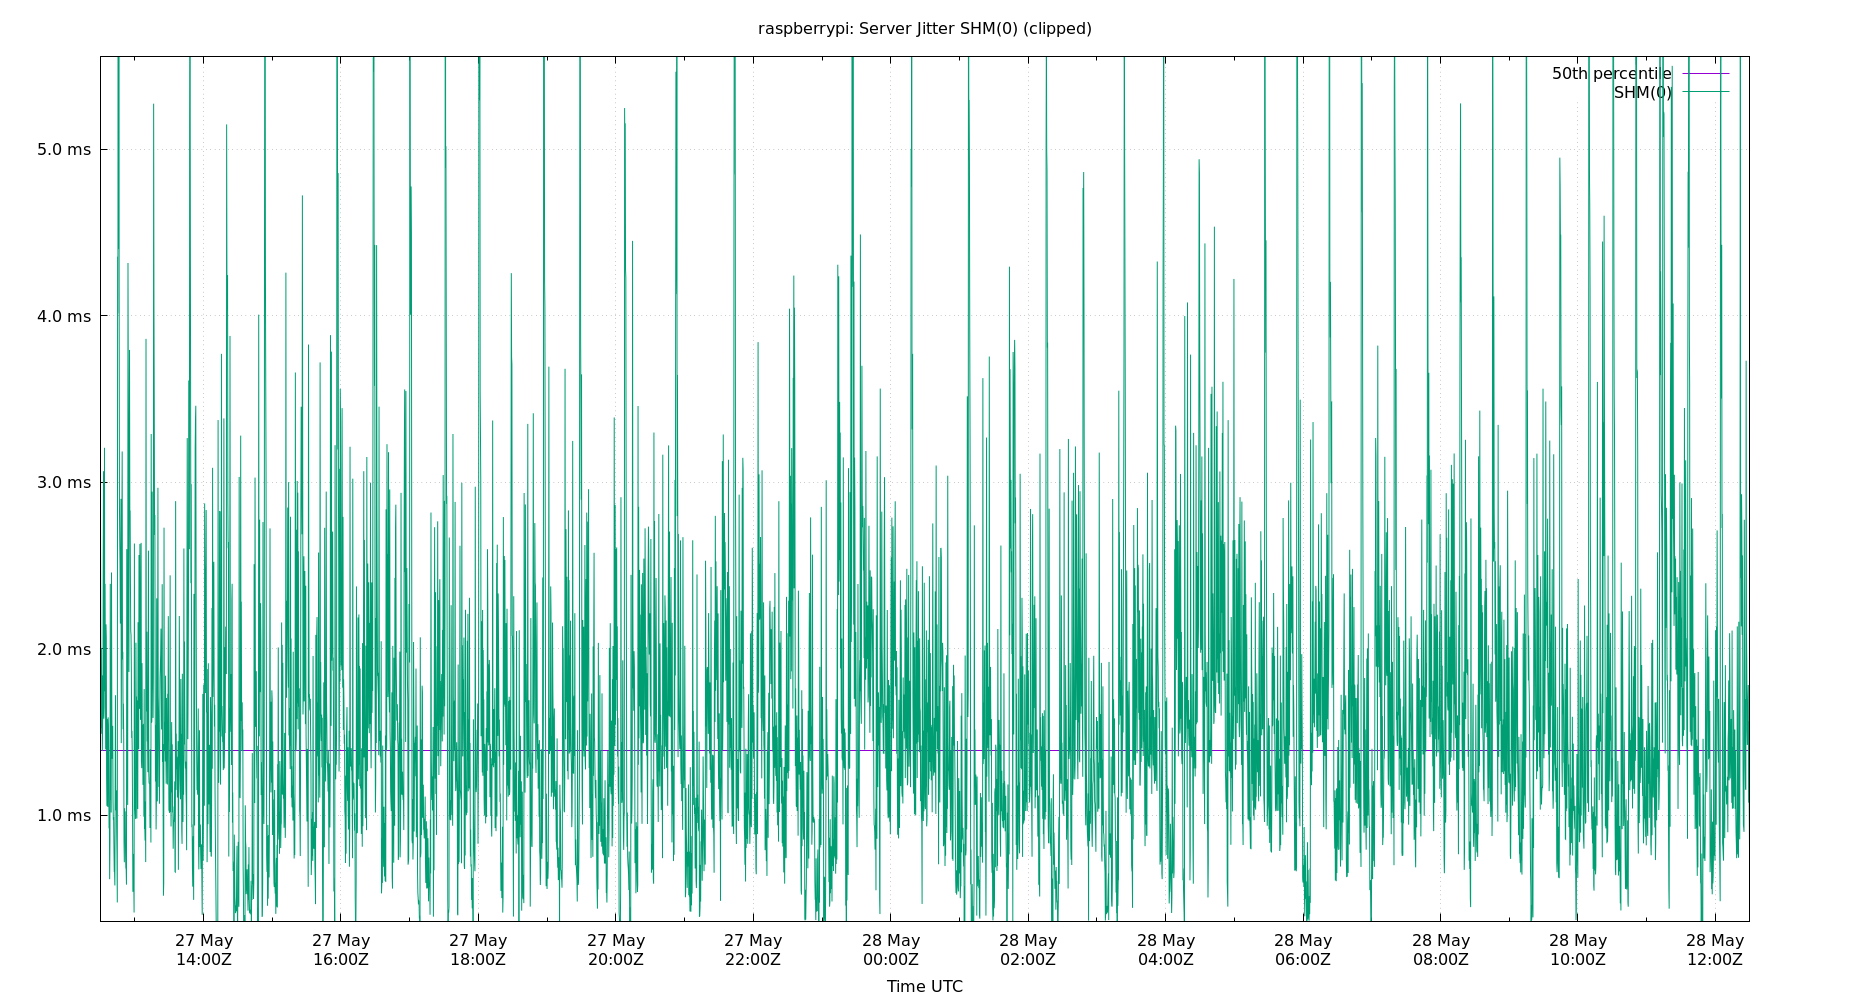 raspberrypi: Server Jitter SHM(0) (clipped)
50th percentile
SHM(0)
5.0 ms
4.0 ms
3.0 ms
2.0 ms
1.0 ms
27 May 27 May 27 May 27 May 27 May 28 May 28 May 28 May 28 May 28 May 28 May 28 May
14:00Z 16:00Z 18:00Z 20:00Z 22:00Z 00:00Z 02:00Z 04:00Z 06:00Z 08:00Z 10:00Z 12:00Z
Time UTC